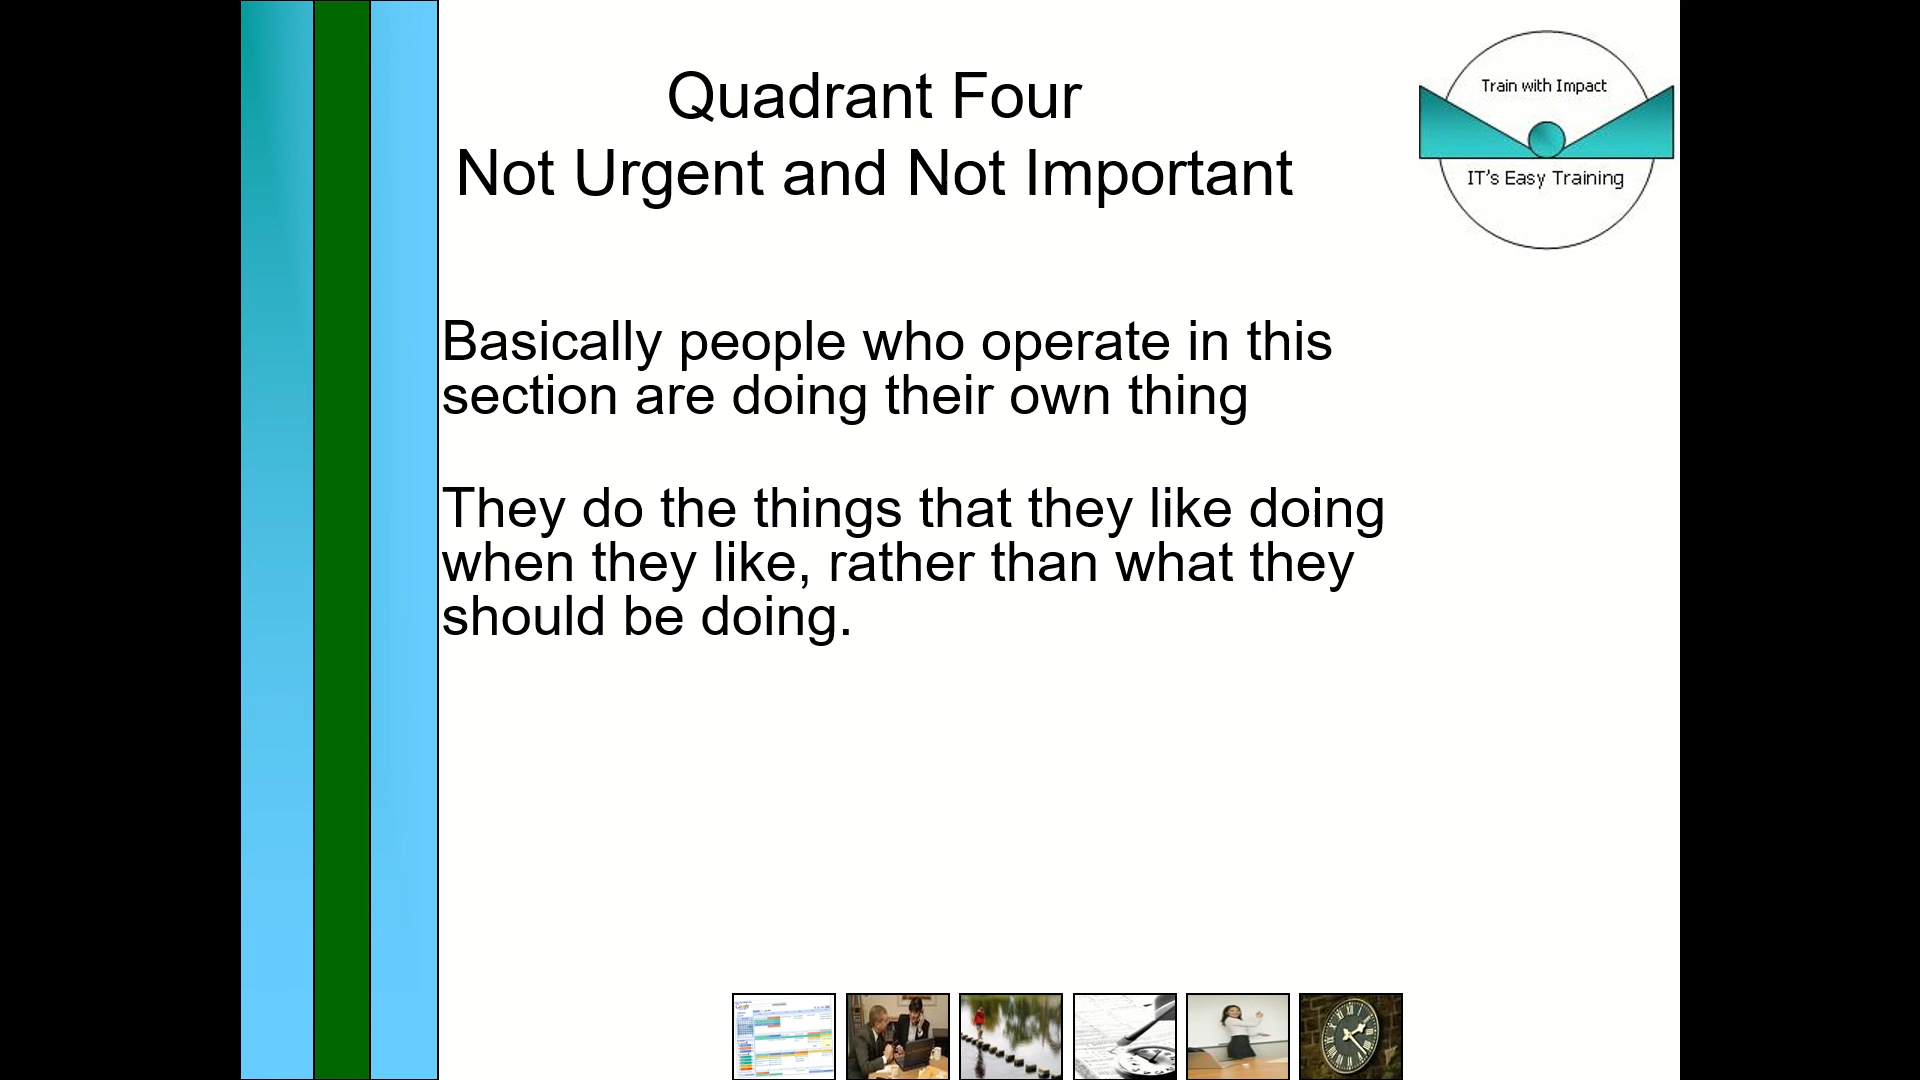 Quadrant Four
Not Urgent and Not Important
Train with Impact
IT's Easy Training
Basically people who operate in this
section are doing their own thing
They do the things that they like doing
when they like, rather than what they
should be doing.